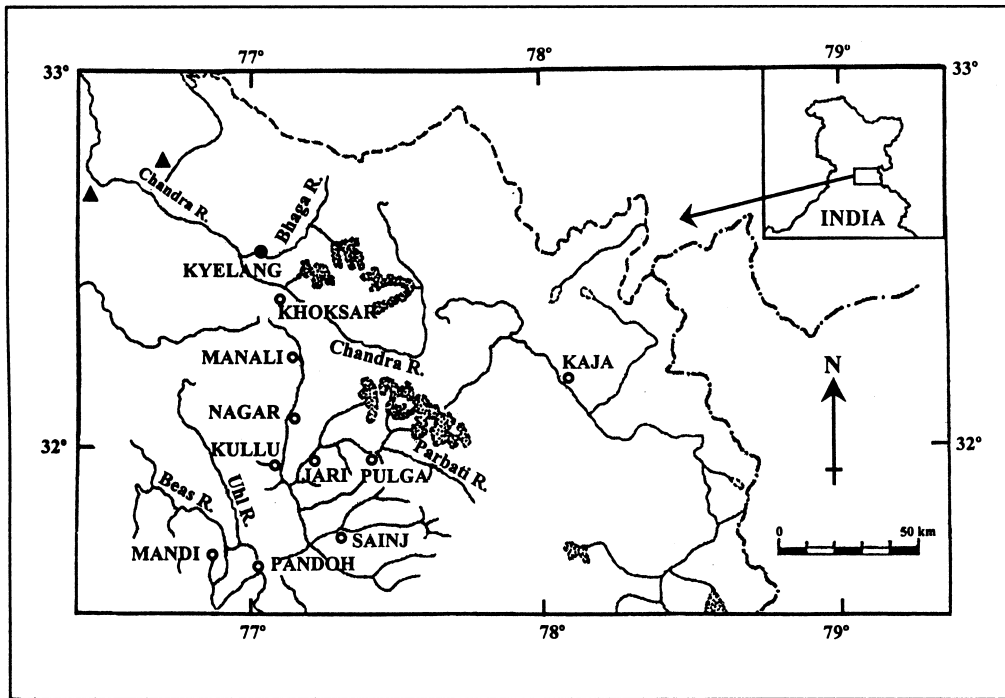 77° 78° 79°
33° 33°
Chandra R.
Bhaga R.
INDIA
KYELANG
KHOKSAR
MANALI
Chandra R.
KAJA
N
NAGAR
KULLU
32° 32°
JARI
PULGA
Parbati R.
Beas R.
Uhl R.
0 50 km
SAINJ
MANDI
PANDOH
77° 78° 79°